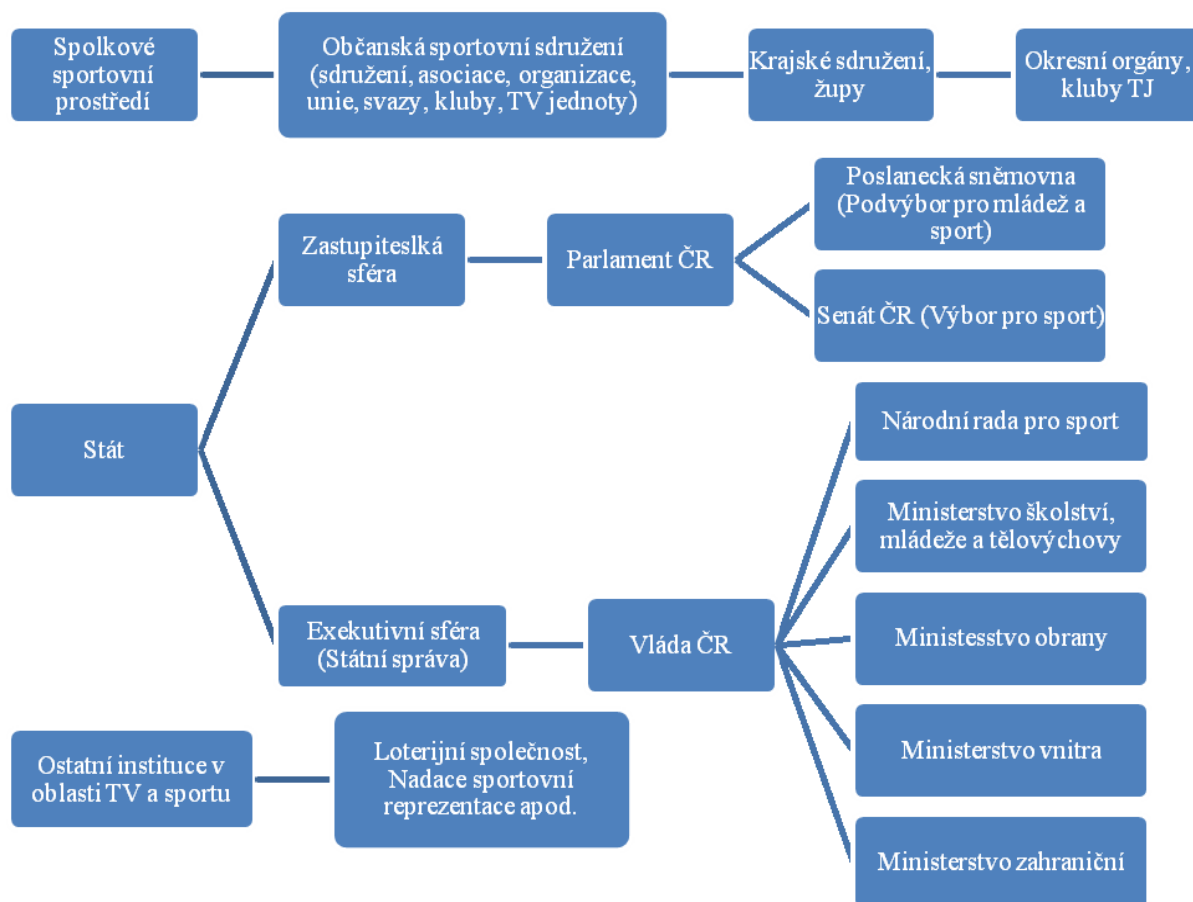 Spolkové
sportovní
prostředí
Občanská sportovní sdružení
(sdružení, asociace, organizace,
unie, svazy, kluby, TV jednoty)
Krajské sdružení,
župy
Okresní orgány,
kluby TJ
Stát
Zastupiteslká
sféra
Parlament ČR
Poslanecká sněmovna
(Podvýbor pro mládež a
sport)
Senát ČR (Výbor pro sport)
Exekutivní sféra
(Státní správa)
Vláda ČR
Národní rada pro sport
Ministerstvo školství,
mládeže a tělovýchovy
Ministesstvo obrany
Ministerstvo vnitra
Ministerstvo zahraniční
Ostatní instituce v
oblasti TV a sportu
Loterijní společnost,
Nadace sportovní
reprezentace apod.